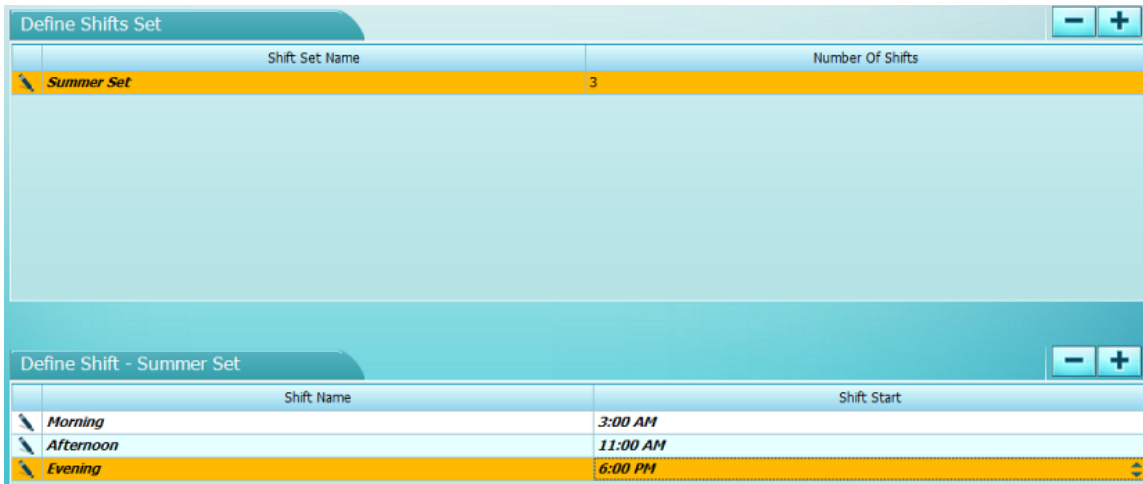 Define Shifts Set
Shift Set Name Number Of Shifts
Summer Set 3
Define Shift - Summer Set
Shift Name Shift Start
Morning 3:00 AM
Afternoon 11:00 AM
Evening 6:00 PM